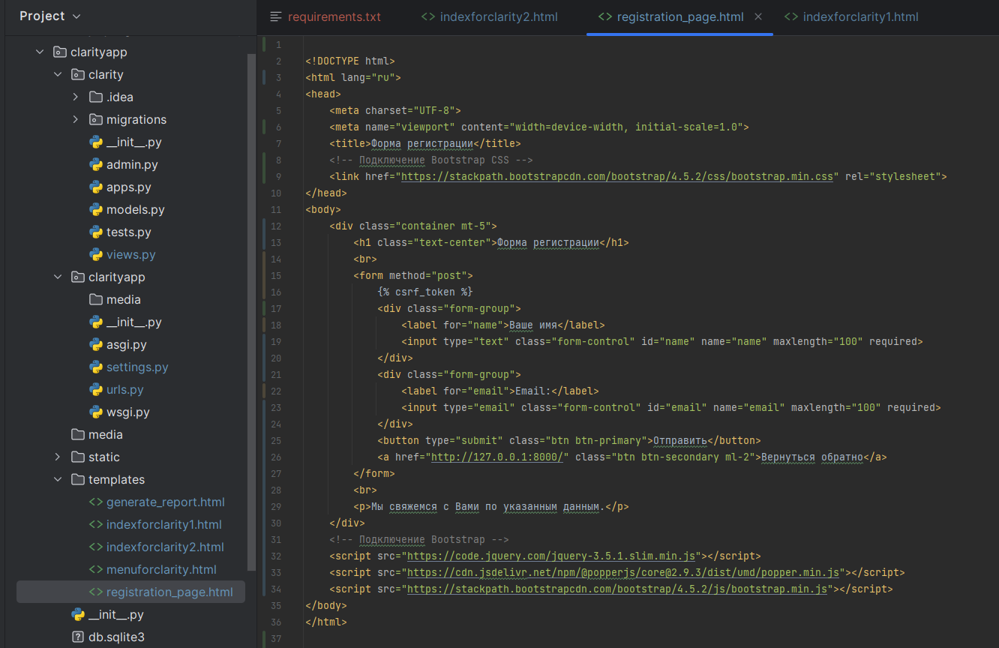 Project
requirements.txt
indexforclarity2.html
registration_page.html
indexforclarity1.html
clarityapp
clarity
.idea
migrations
__init__.py
admin.py
apps.py
models.py
tests.py
views.py
clarityapp
media
__init__.py
asgi.py
settings.py
urls.py
wsgi.py
media
static
templates
generate_report.html
indexforclarity1.html
indexforclarity2.html
menuforclarity.html
registration_page.html
__init__.py
db.sqlite3
1
2 <!DOCTYPE html>
3 <html lang="ru">
4 <head>
5 <meta charset="UTF-8">
6 <meta name="viewport" content="width=device-width, initial-scale=1.0">
7 <title>Форма регистрации</title>
8 <!-- Подключение Bootstrap CSS -->
9 <link href="https://stackpath.bootstrapcdn.com/bootstrap/4.5.2/css/bootstrap.min.css" rel="stylesheet">
10 </head>
11 <body>
12 <div class="container mt-5">
13 <h1 class="text-center">Форма регистрации</h1>
14 <br>
15 <form method="post">
16 {% csrf_token %}
17 <div class="form-group">
18 <label for="name">Ваше имя</label>
19 <input type="text" class="form-control" id="name" name="name" maxlength="100" required>
20 </div>
21 <div class="form-group">
22 <label for="email">Email:</label>
23 <input type="email" class="form-control" id="email" name="email" maxlength="100" required>
24 </div>
25 <button type="submit" class="btn btn-primary">Отправить</button>
26 <a href="http://127.0.0.1:8000/" class="btn btn-secondary ml-2">Вернуться обратно</a>
27 </form>
28 <br>
29 <p>Мы свяжемся с Вами по указанным данным.</p>
30 </div>
31 <!-- Подключение Bootstrap -->
32 <script src="https://code.jquery.com/jquery-3.5.1.slim.min.js"></script>
33 <script src="https://cdn.jsdelivr.net/npm/@popperjs/core@2.9.3/dist/umd/popper.min.js"></script>
34 <script src="https://stackpath.bootstrapcdn.com/bootstrap/4.5.2/js/bootstrap.min.js"></script>
35 </body>
36 </html>
37